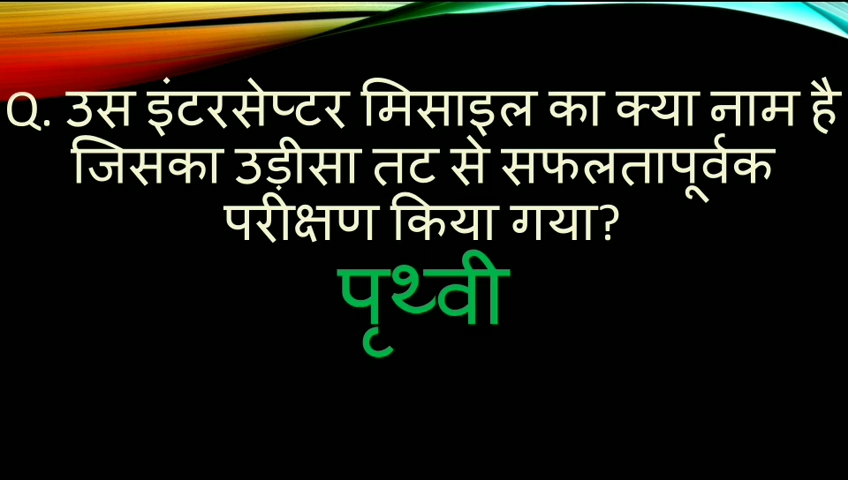 Q. उस इंटरसेप्टर मिसाइल का क्या नाम है
जिसका उड़ीसा तट से सफलतापूर्वक
परीक्षण किया गया?
पृथ्वी